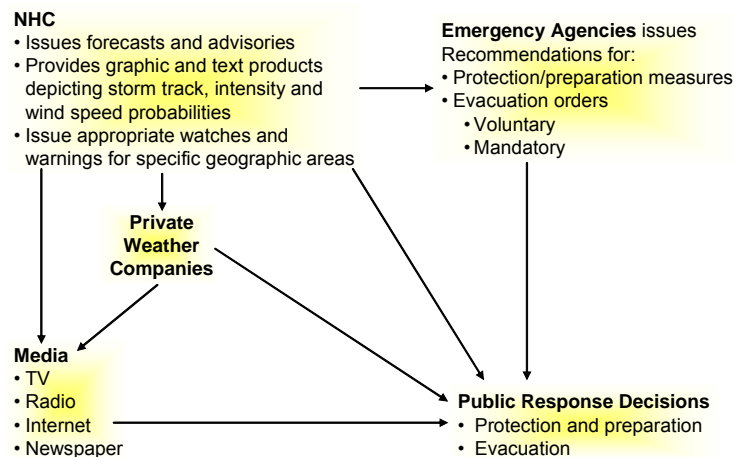 NHC
• Issues forecasts and advisories
• Provides graphic and text products
depicting storm track, intensity and
wind speed probabilities
• Issue appropriate watches and
warnings for specific geographic areas
Emergency Agencies issues
Recommendations for:
• Protection/preparation measures
• Evacuation orders
• Voluntary
• Mandatory
Private
Weather
Companies
Media
• TV
• Radio
• Internet
• Newspaper
Public Response Decisions
• Protection and preparation
• Evacuation